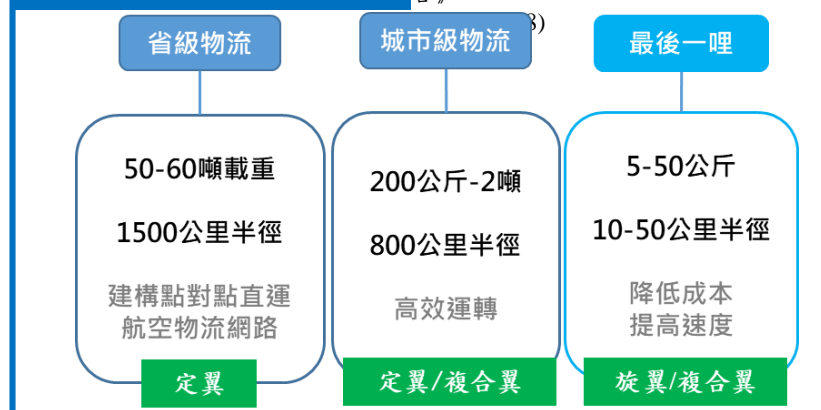 8)
省級物流
50-60噸載重
1500公里半徑
建構點對點直運
航空物流網路
定翼
城市級物流
200公斤-2噸
800公里半徑
高效運轉
定翼/複合翼
最後一哩
5-50公斤
10-50公里半徑
降低成本
提高速度
旋翼/複合翼